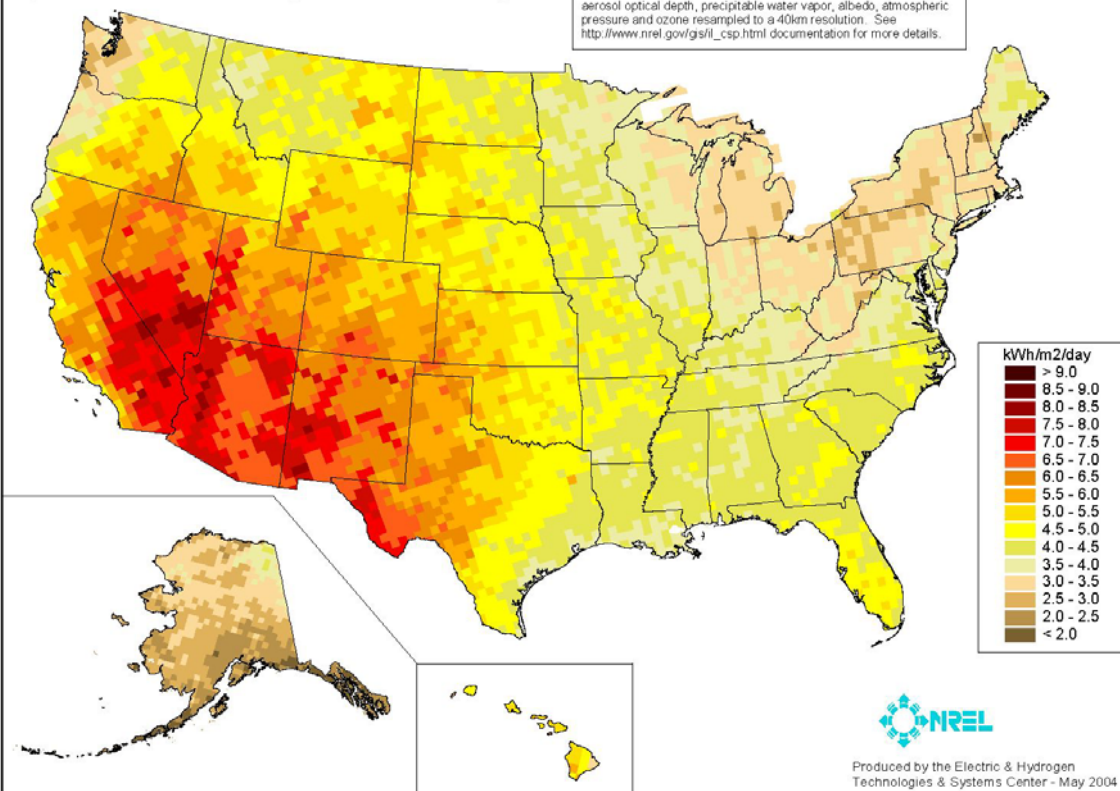 aerosol optical depth, precipitable water vapor, albedo, atmospheric
pressure and ozone resampled to a 40km resolution.  See
http://www.nrel.gov/gis/il_csp.html documentation for more details.
kWh/m2/day
> 9.0
8.5 - 9.0
8.0 - 8.5
7.5 - 8.0
7.0 - 7.5
6.5 - 7.0
6.0 - 6.5
5.5 - 6.0
5.0 - 5.5
4.5 - 5.0
4.0 - 4.5
3.5 - 4.0
3.0 - 3.5
2.5 - 3.0
2.0 - 2.5
< 2.0
NREL
Produced by the Electric & Hydrogen
Technologies & Systems Center - May 2004